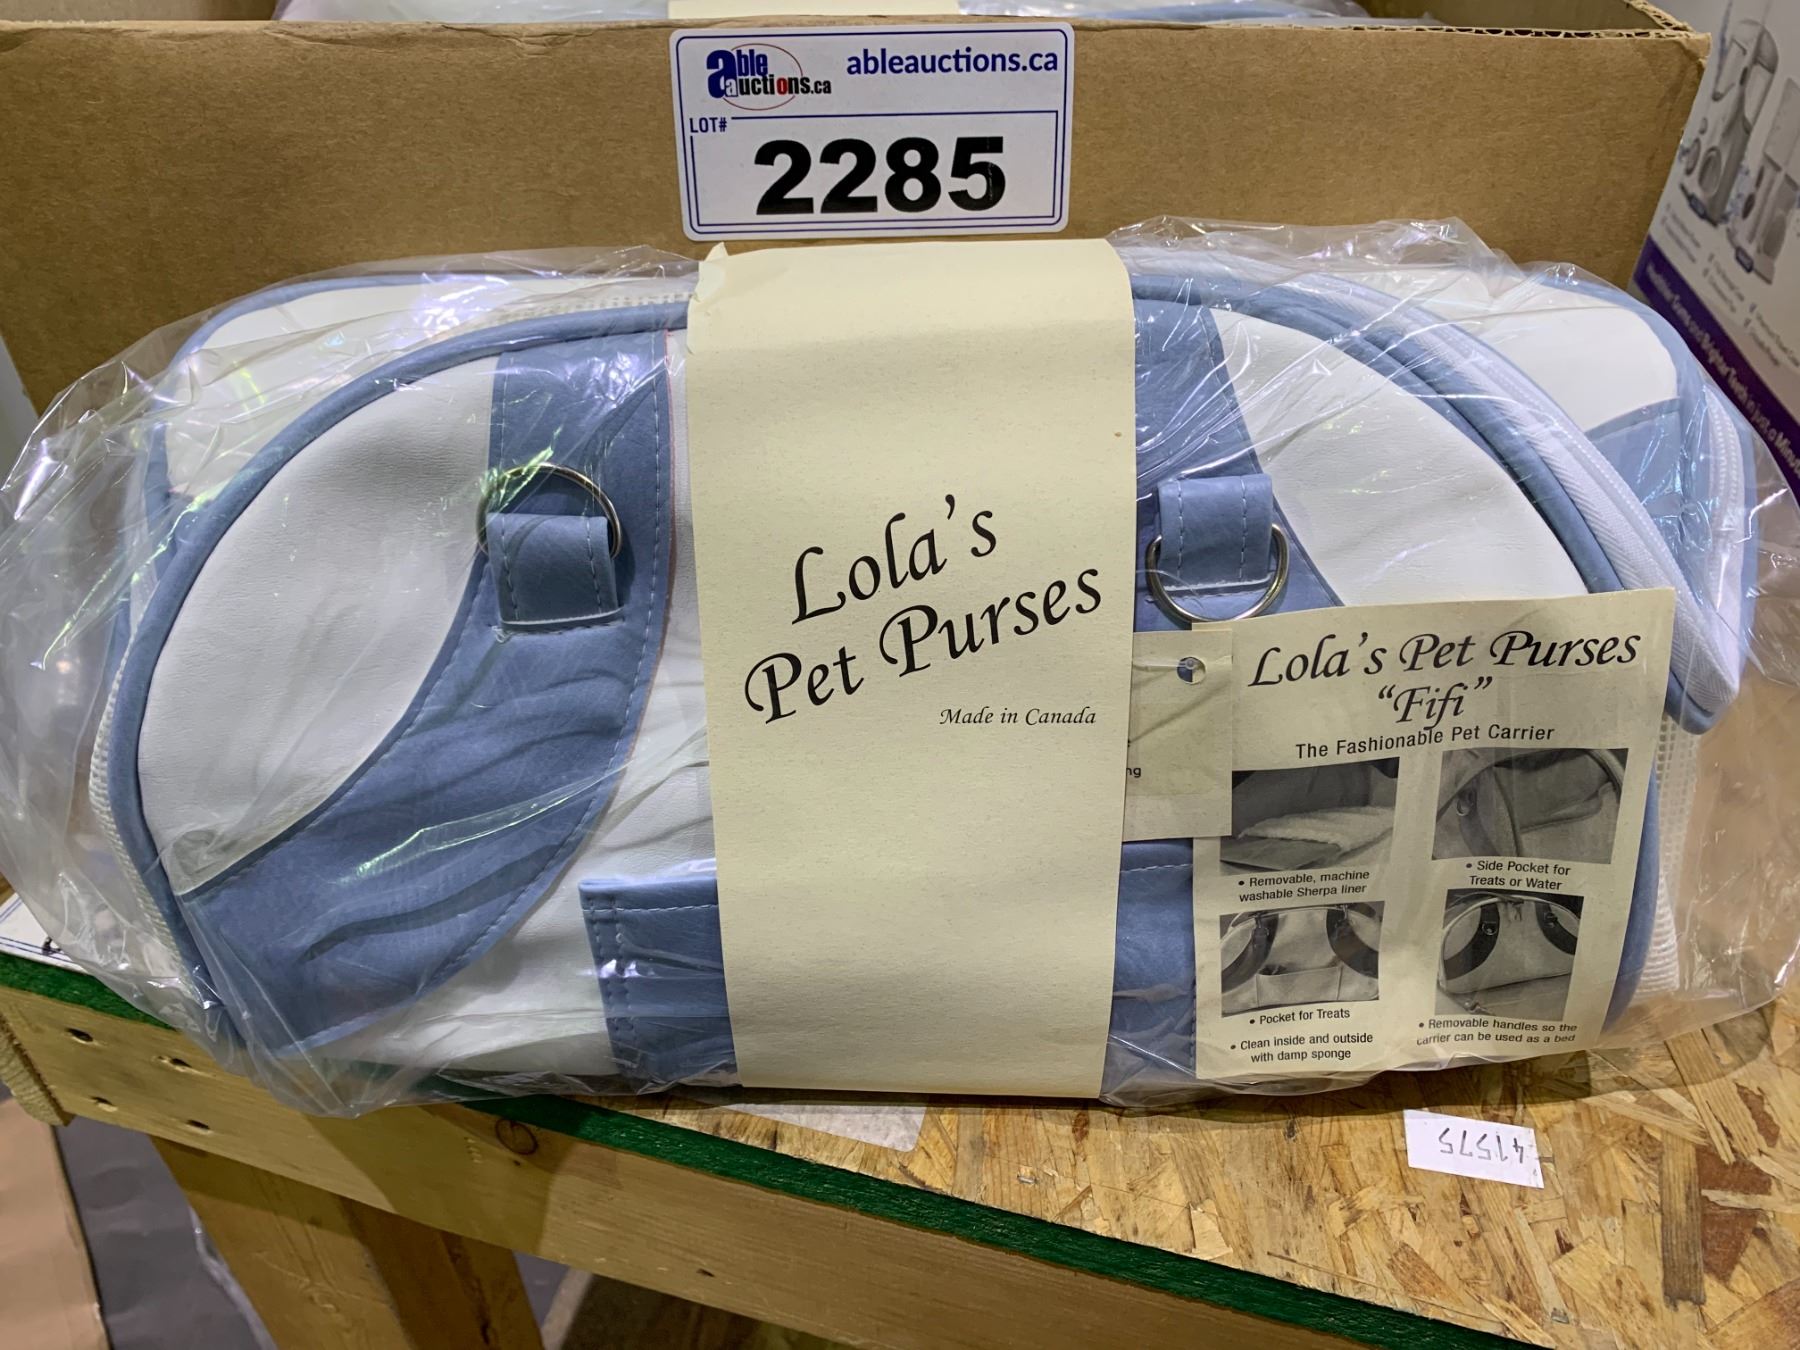 able
auctions.ca
ableauctions.ca
LOT#
2285
Lola's
Pet Purses
Made in Canada
ng
Lola's Pet Purses
"Fifi"
The Fashionable Pet Carrier
• Removable, machine
washable Sherpa liner
• Side Pocket for
Treats or Water
• Pocket for Treats
• Clean inside and outside
with damp sponge
• Removable handles so the
carrier can be used as a bed
41575